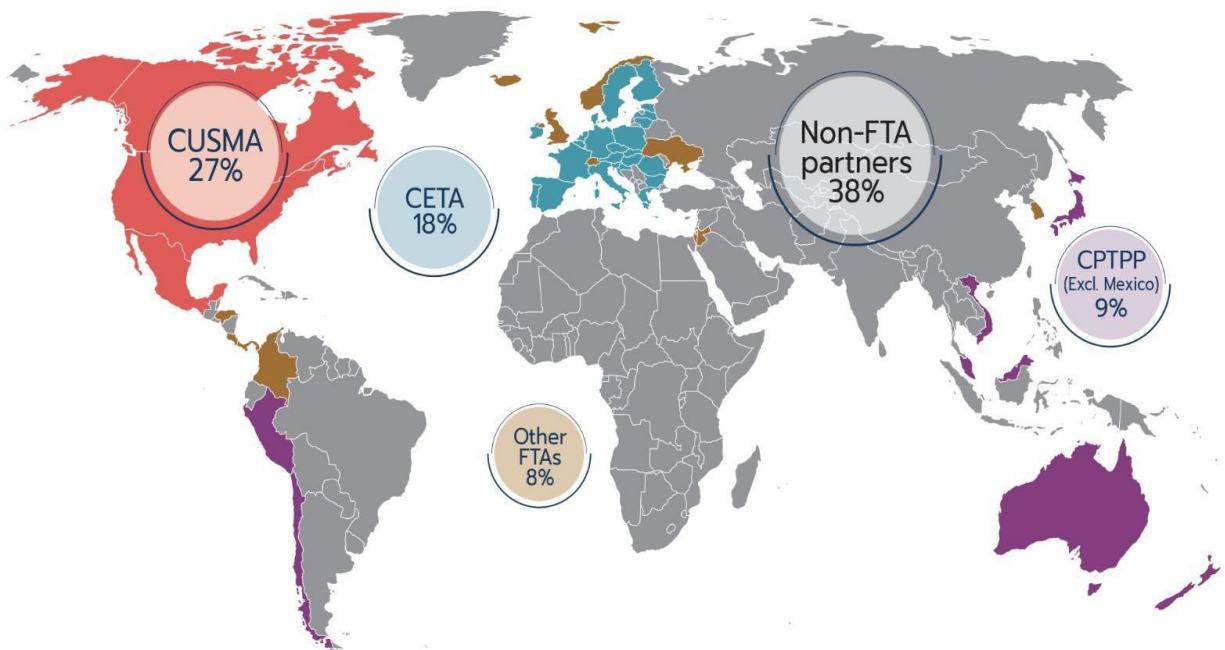 CUSMA
27%
CETA
18%
Non-FTA
partners
38%
CPTPP
(Excl. Mexico)
9%
Other
FTAs
8%